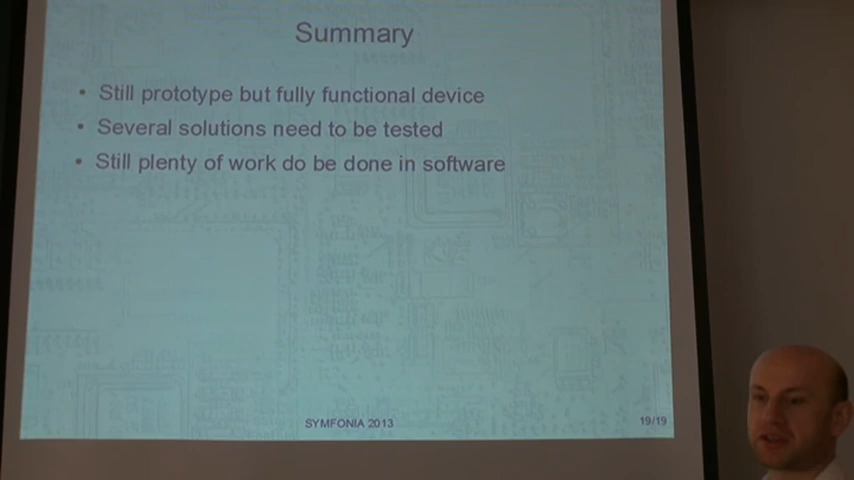 Summary
• Still prototype but fully functional device
• Several solutions need to be tested
• Still plenty of work do be done in software
SYMFONIA 2013
19/19